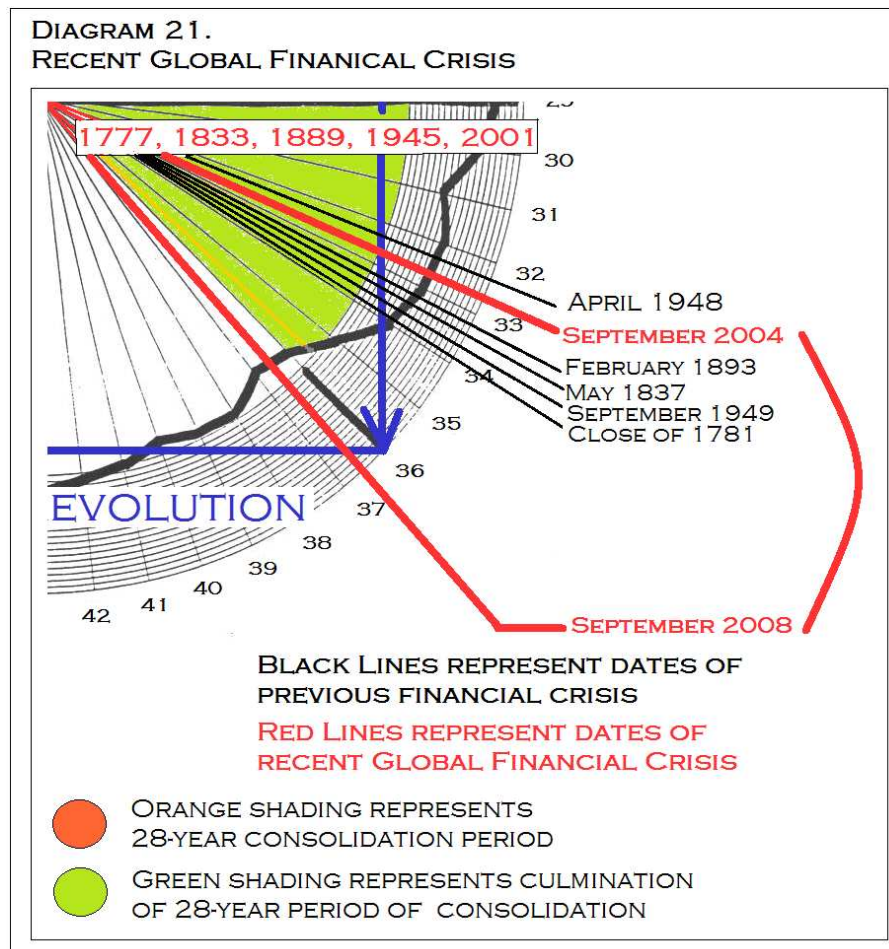 Diagram 21.
Recent Global Finanical Crisis
1777, 1833, 1889, 1945, 2001
29
30
31
32
33
34
35
36
37
38
39
40
41
42
April 1948
September 2004
February 1893
May 1837
September 1949
Close of 1781
EVOLUTION
September 2008
Black Lines represent dates of
previous financial crisis
Red Lines represent dates of
recent Global Financial Crisis
Orange shading represents
28-year consolidation period
Green shading represents culmination
of 28-year period of consolidation